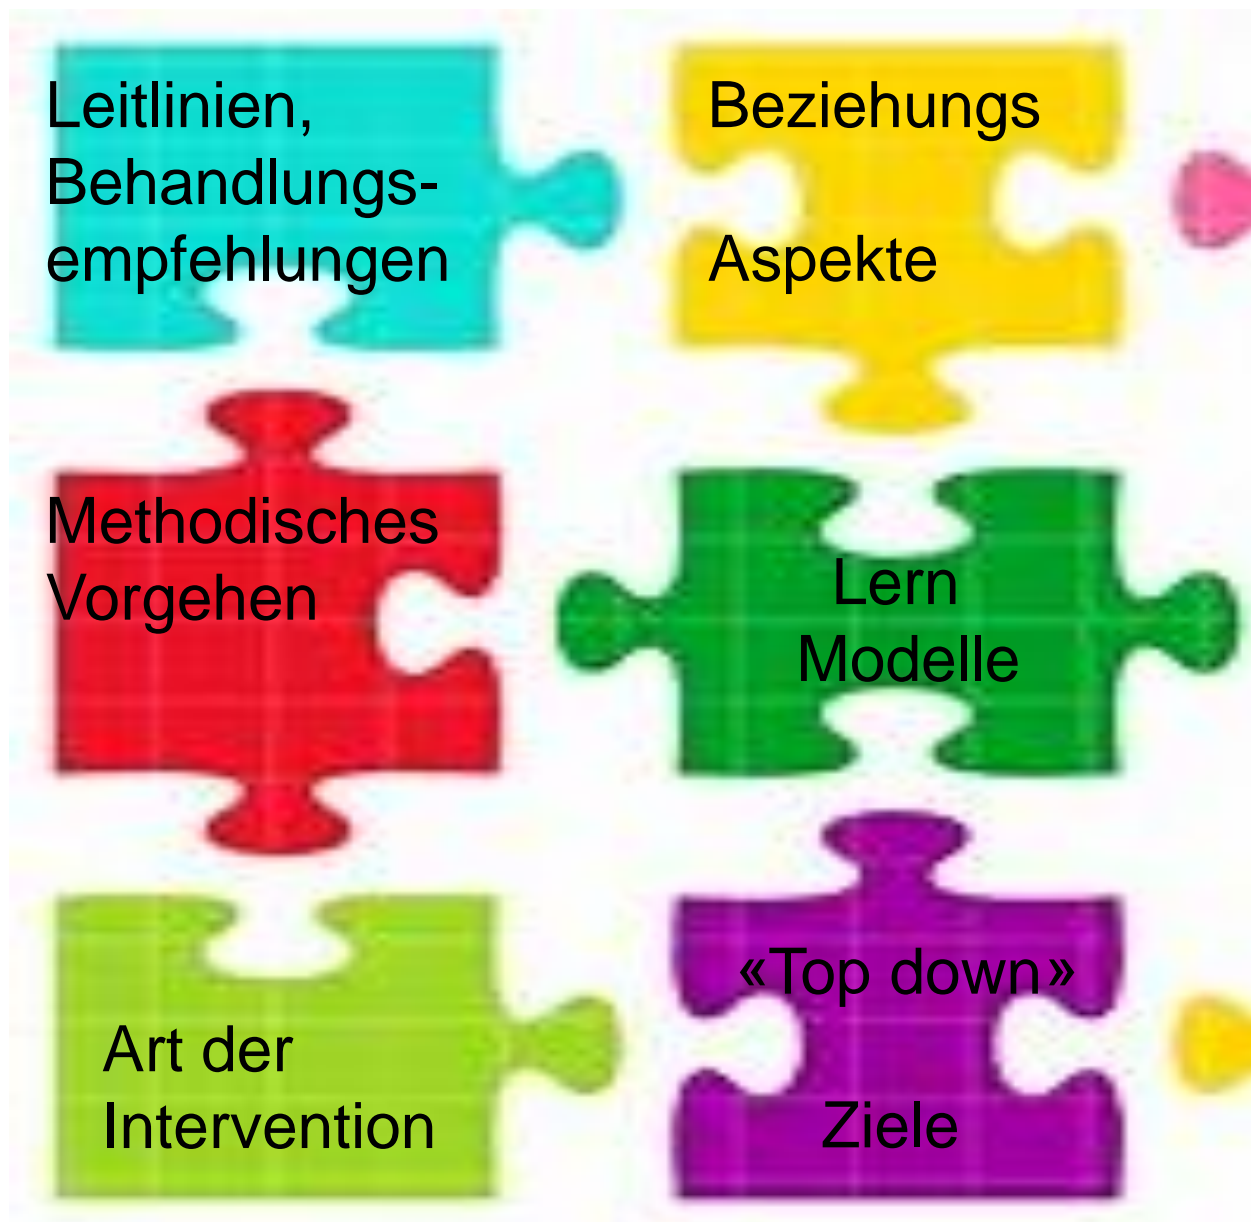 Leitlinien,
Behandlungs-
empfehlungen
Beziehungs
Aspekte
Methodisches
Vorgehen
Lern
Modelle
Art der
Intervention
«Top down»
Ziele